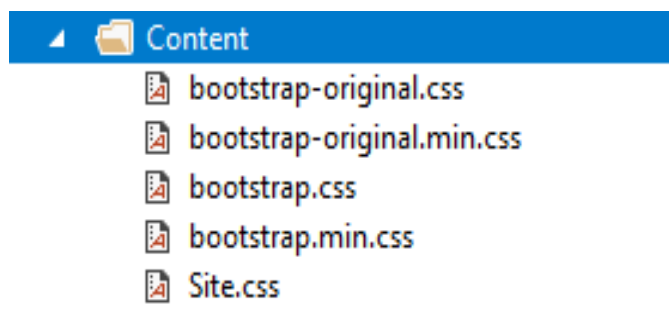 Content
bootstrap-original.css
bootstrap-original.min.css
bootstrap.css
bootstrap.min.css
Site.css